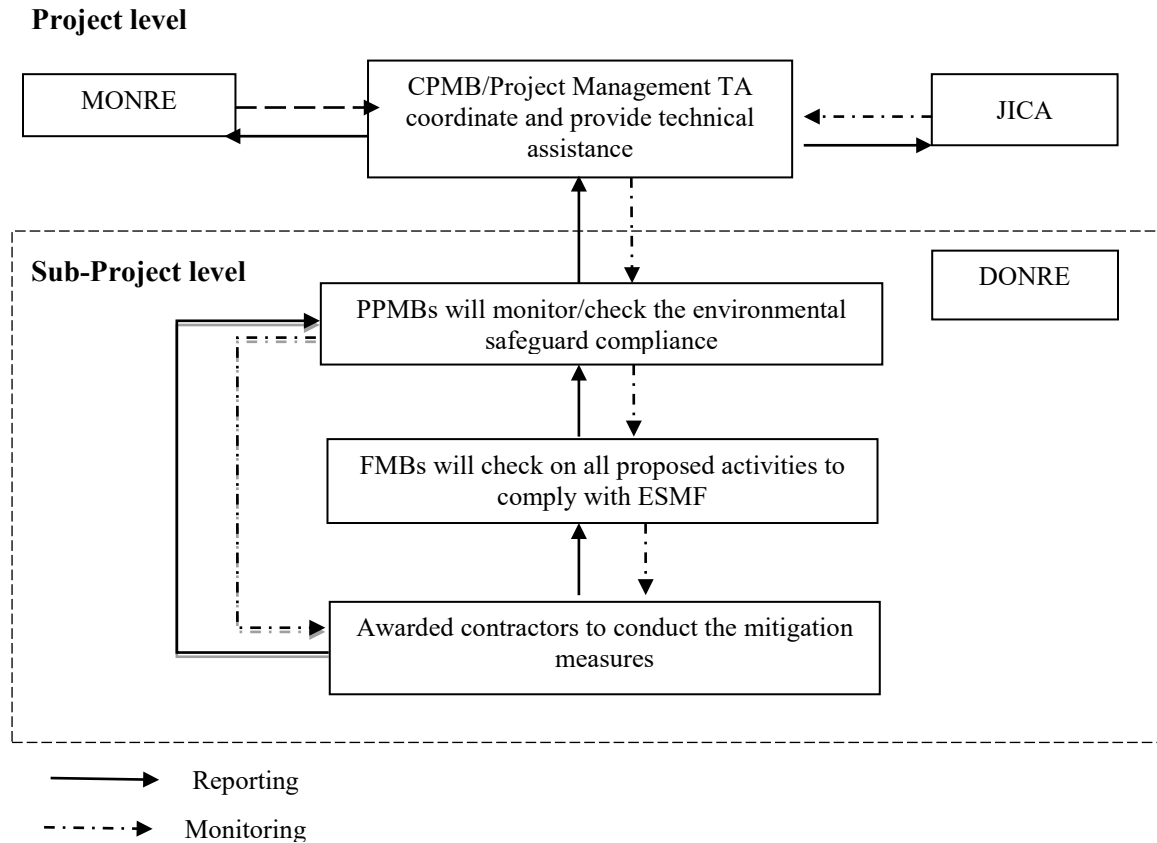 Project level
MONRE
CPMB/Project Management TA
coordinate and provide technical
assistance
JICA
Sub-Project level
DONRE
PPMBs will monitor/check the environmental
safeguard compliance
FMBs will check on all proposed activities to
comply with ESMF
Awarded contractors to conduct the mitigation
measures
Reporting
Monitoring